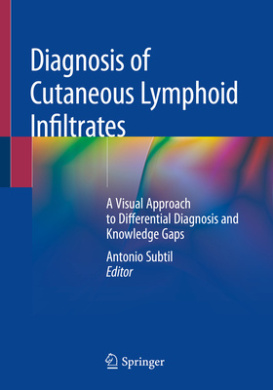 Diagnosis of
Cutaneous Lymphoid
Infiltrates
A Visual Approach
to Differential Diagnosis and
Knowledge Gaps
Antonio Subtil
Editor
Springer